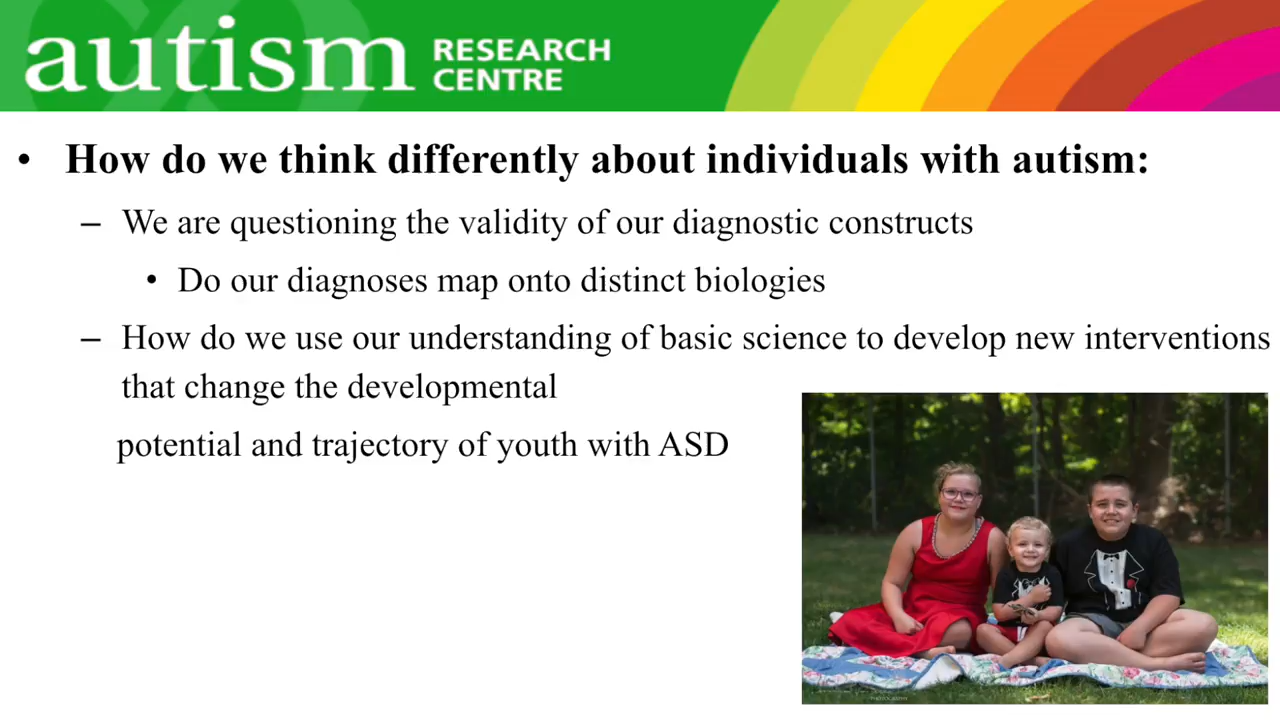 autism RESEARCH
CENTRE
• How do we think differently about individuals with autism:
– We are questioning the validity of our diagnostic constructs
• Do our diagnoses map onto distinct biologies
– How do we use our understanding of basic science to develop new interventions
that change the developmental
potential and trajectory of youth with ASD